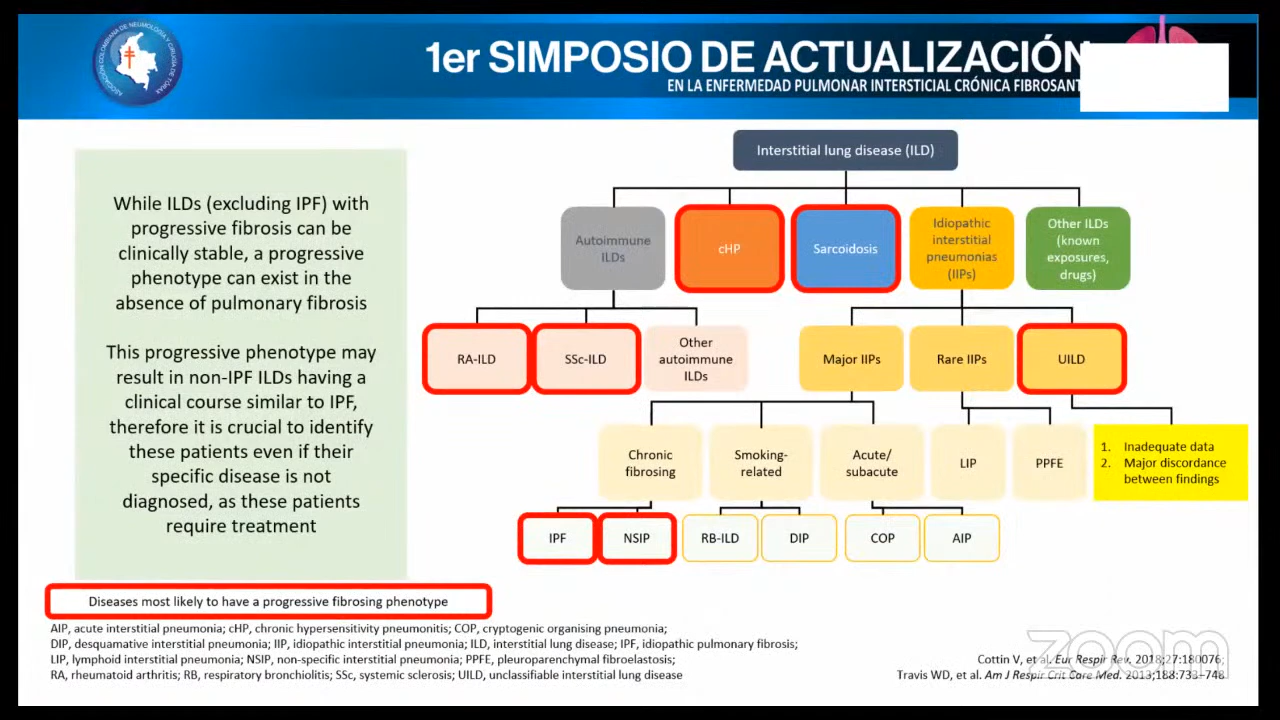 ASOCIACIÓN COLOMBIANA DE NEUMOLOGÍA Y CIRUGÍA DE TÓRAX
1er SIMPOSIO DE ACTUALIZACIÓN
EN LA ENFERMEDAD PULMONAR INTERSTICIAL CRÓNICA FIBROSANT
While ILDs (excluding IPF) with
progressive fibrosis can be
clinically stable, a progressive
phenotype can exist in the
absence of pulmonary fibrosis
This progressive phenotype may
result in non-IPF ILDs having a
clinical course similar to IPF,
therefore it is crucial to identify
these patients even if their
specific disease is not
diagnosed, as these patients
require treatment
Interstitial lung disease (ILD)
Autoimmune
ILDs
cHP
Sarcoidosis
Idiopathic
interstitial
pneumonias
(IIPs)
Other ILDs
(known
exposures,
drugs)
RA-ILD
SSc-ILD
Other
autoimmune
ILDs
Major IIPs
Rare IIPs
UILD
Chronic
fibrosing
Smoking-
related
Acute/
subacute
LIP
PPFE
1. Inadequate data
2. Major discordance
between findings
IPF
NSIP
RB-ILD
DIP
COP
AIP
Diseases most likely to have a progressive fibrosing phenotype
AIP, acute interstitial pneumonia; cHP, chronic hypersensitivity pneumonitis; COP, cryptogenic organising pneumonia;
DIP, desquamative interstitial pneumonia; IIP, idiopathic interstitial pneumonia; ILD, interstitial lung disease; IPF, idiopathic pulmonary fibrosis;
LIP, lymphoid interstitial pneumonia; NSIP, non-specific interstitial pneumonia; PPFE, pleuroparenchymal fibroelastosis;
RA, rheumatoid arthritis; RB, respiratory bronchiolitis; SSc, systemic sclerosis; UILD, unclassifiable interstitial lung disease
Cottin V, et al. Eur Respir Rev. 2018;27:180076;
Travis WD, et al. Am J Respir Crit Care Med. 2013;188:733–748
zoom